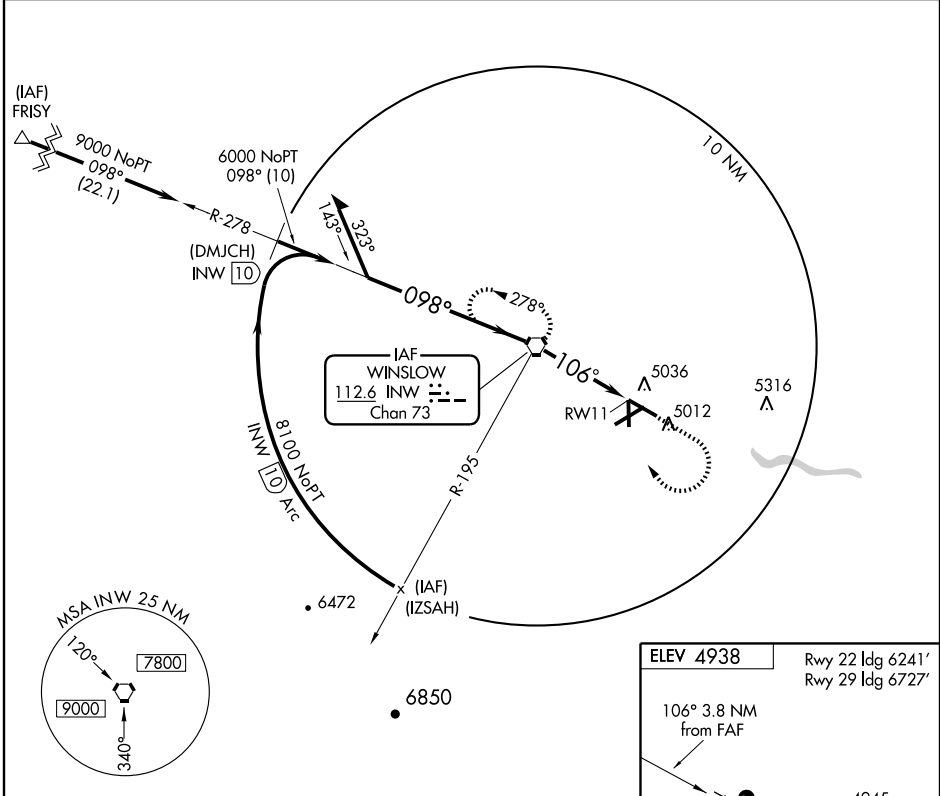 (IAF)
FRISY
9000 NoPT
098°
(22.1)
6000 NoPT
098° (10)
R-278
(DMJCH)
INW 10
143°
323°
10 NM
098°
278°
IAF
WINSLOW
112.6 INW
Chan 73
106°
5036
RW11
5012
5316
8100 NoPT
INW 10 Arc
R-195
(IAF)
(IZSAH)
6472
6850
MSA INW 25 NM
120°
7800
9000
340°
ELEV 4938
Rwy 22 ldg 6241'
Rwy 29 ldg 6727'
106° 3.8 NM
from FAF